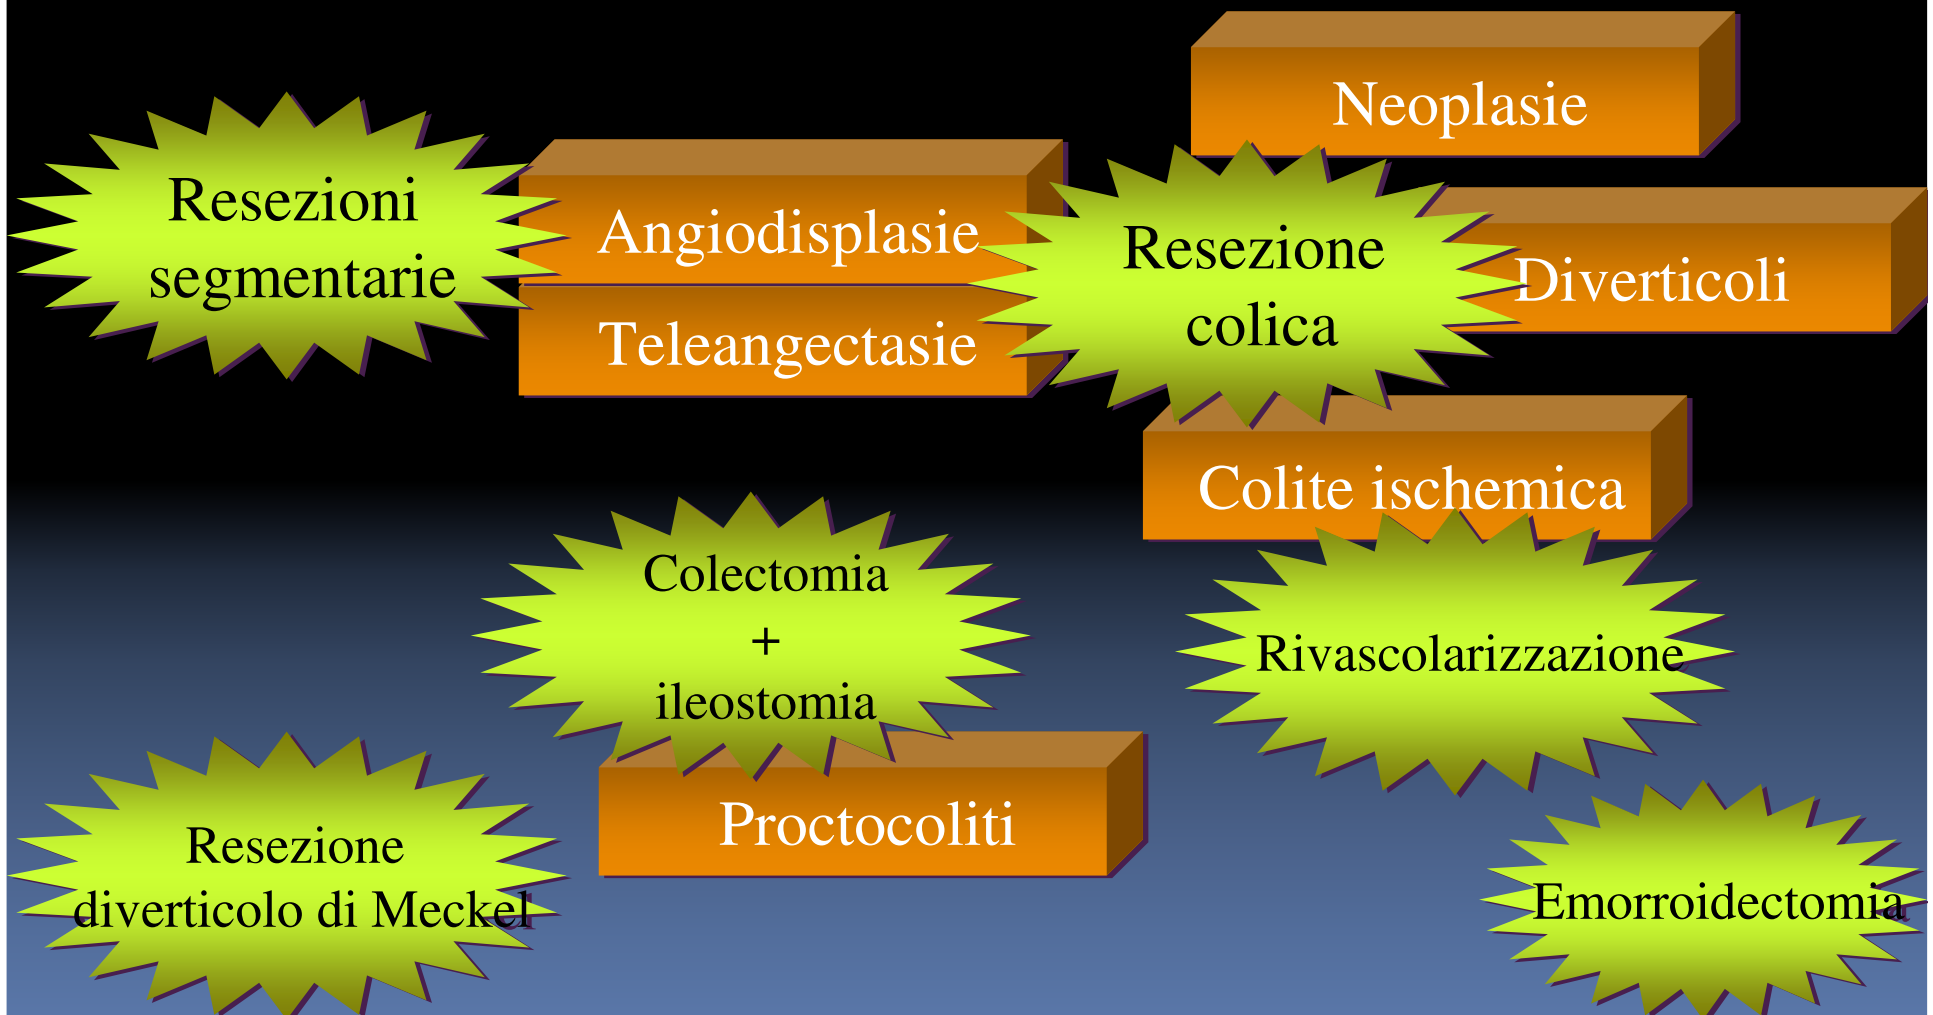 Neoplasie
Resezioni
segmentarie
Angiodisplasie
Teleangectasie
Resezione
colica
Diverticoli
Colite ischemica
Colectomia
+
ileostomia
Rivascolarizzazione
Proctocoliti
Resezione
diverticolo di Meckel
Emorroidectomia